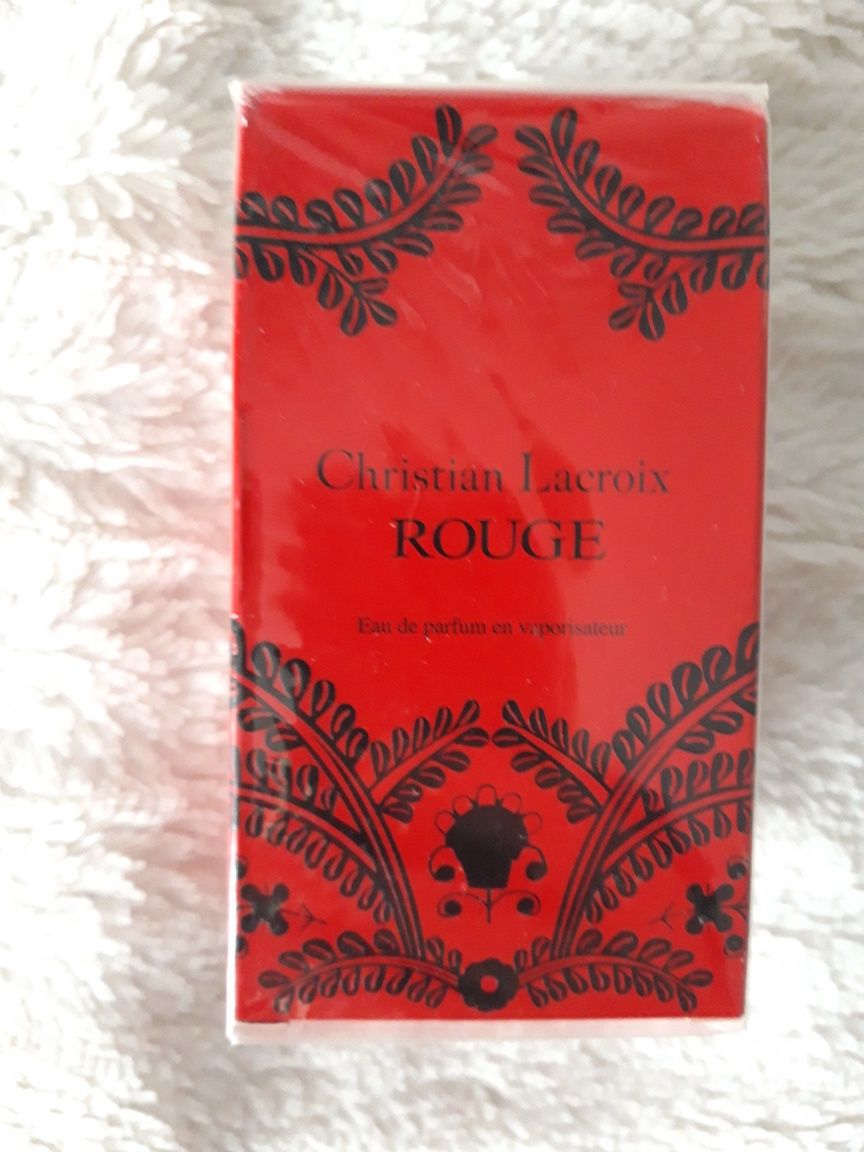 Christian Lacroix
ROUGE
Eau de parfum en vaporisateur